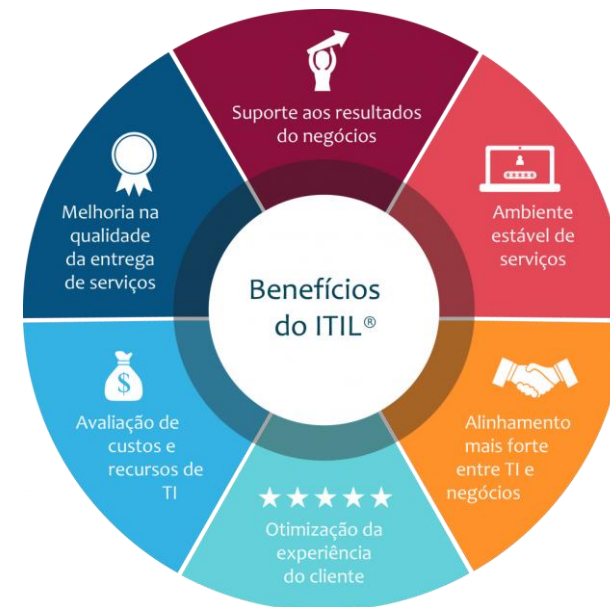 Suporte aos resultados
do negócios
Ambiente
estável de
serviços
Alinhamento
mais forte
entre TI e
negócios
Otimização da
experiência
do cliente
$
Avaliação de
custos e
recursos de
TI
Melhoria na
qualidade
da entrega
de serviços
Benefícios
do ITIL®